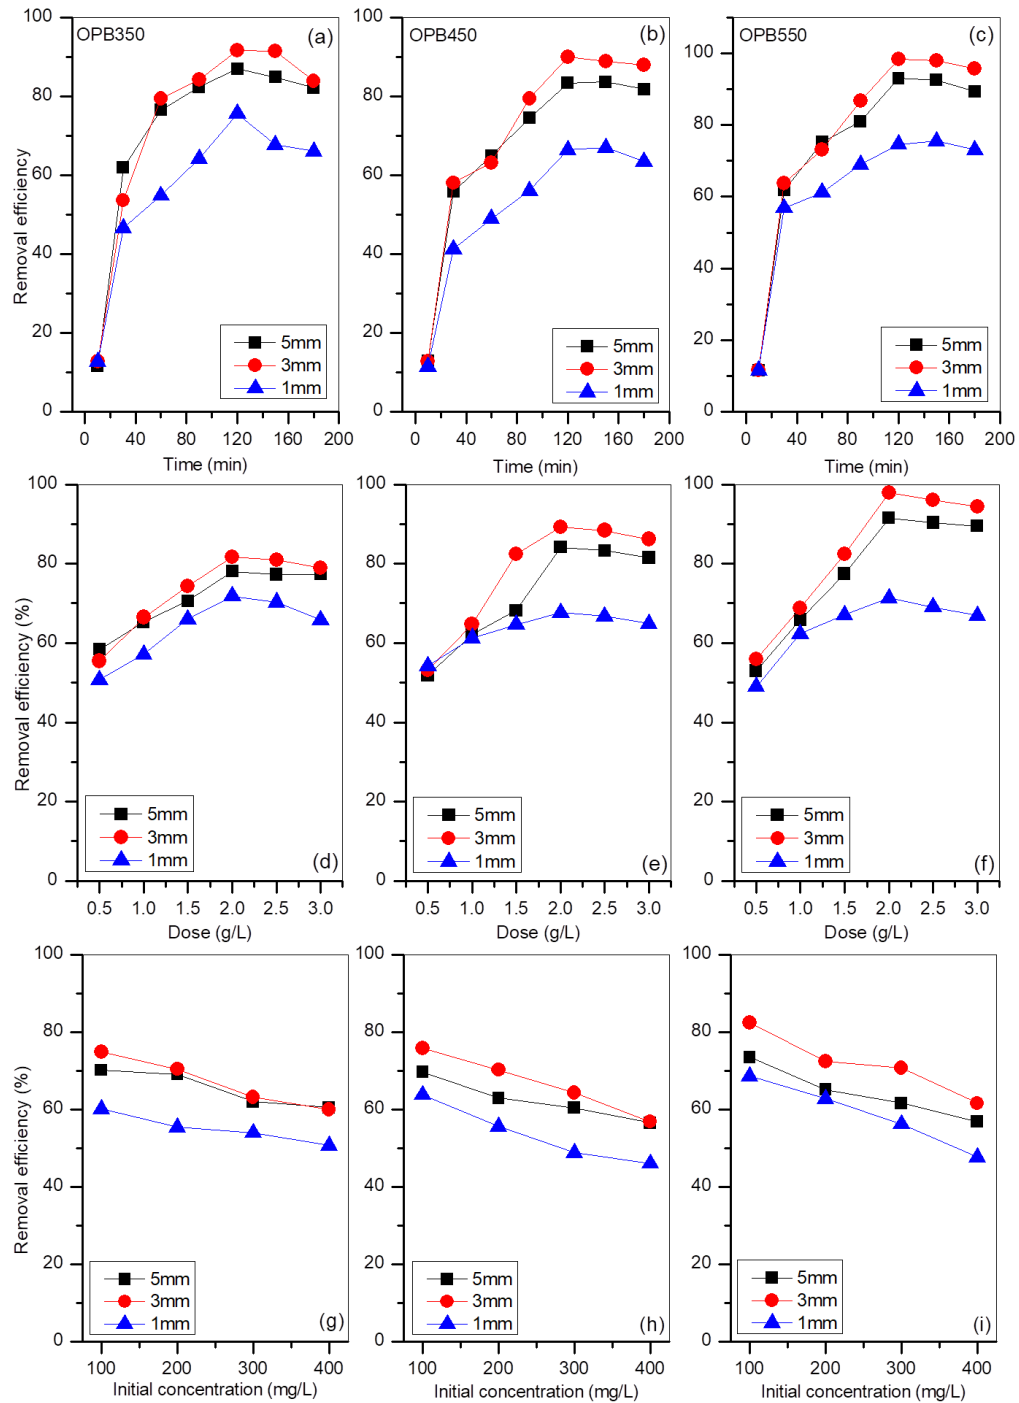 OPB350
(a)
Removal efficiency
100
80
60
40
20
0
5mm
3mm
1mm
0 40 80 120 160 200
Time (min)
OPB450
(b)
100
80
60
40
20
0
5mm
3mm
1mm
0 40 80 120 160 200
Time (min)
OPB550
(c)
100
80
60
40
20
0
5mm
3mm
1mm
0 40 80 120 160 200
Time (min)
Removal efficiency (%)
100
80
60
40
20
0
5mm
3mm
1mm
(d)
0.5 1.0 1.5 2.0 2.5 3.0
Dose (g/L)
100
80
60
40
20
0
5mm
3mm
1mm
(e)
0.5 1.0 1.5 2.0 2.5 3.0
Dose (g/L)
100
80
60
40
20
0
5mm
3mm
1mm
(f)
0.5 1.0 1.5 2.0 2.5 3.0
Dose (g/L)
Removal efficiency (%)
100
80
60
40
20
0
5mm
3mm
1mm
(g)
100 200 300 400
Initial concentration (mg/L)
100
80
60
40
20
0
5mm
3mm
1mm
(h)
100 200 300 400
Initial concentration (mg/L)
100
80
60
40
20
0
5mm
3mm
1mm
(i)
100 200 300 400
Initial concentration (mg/L)